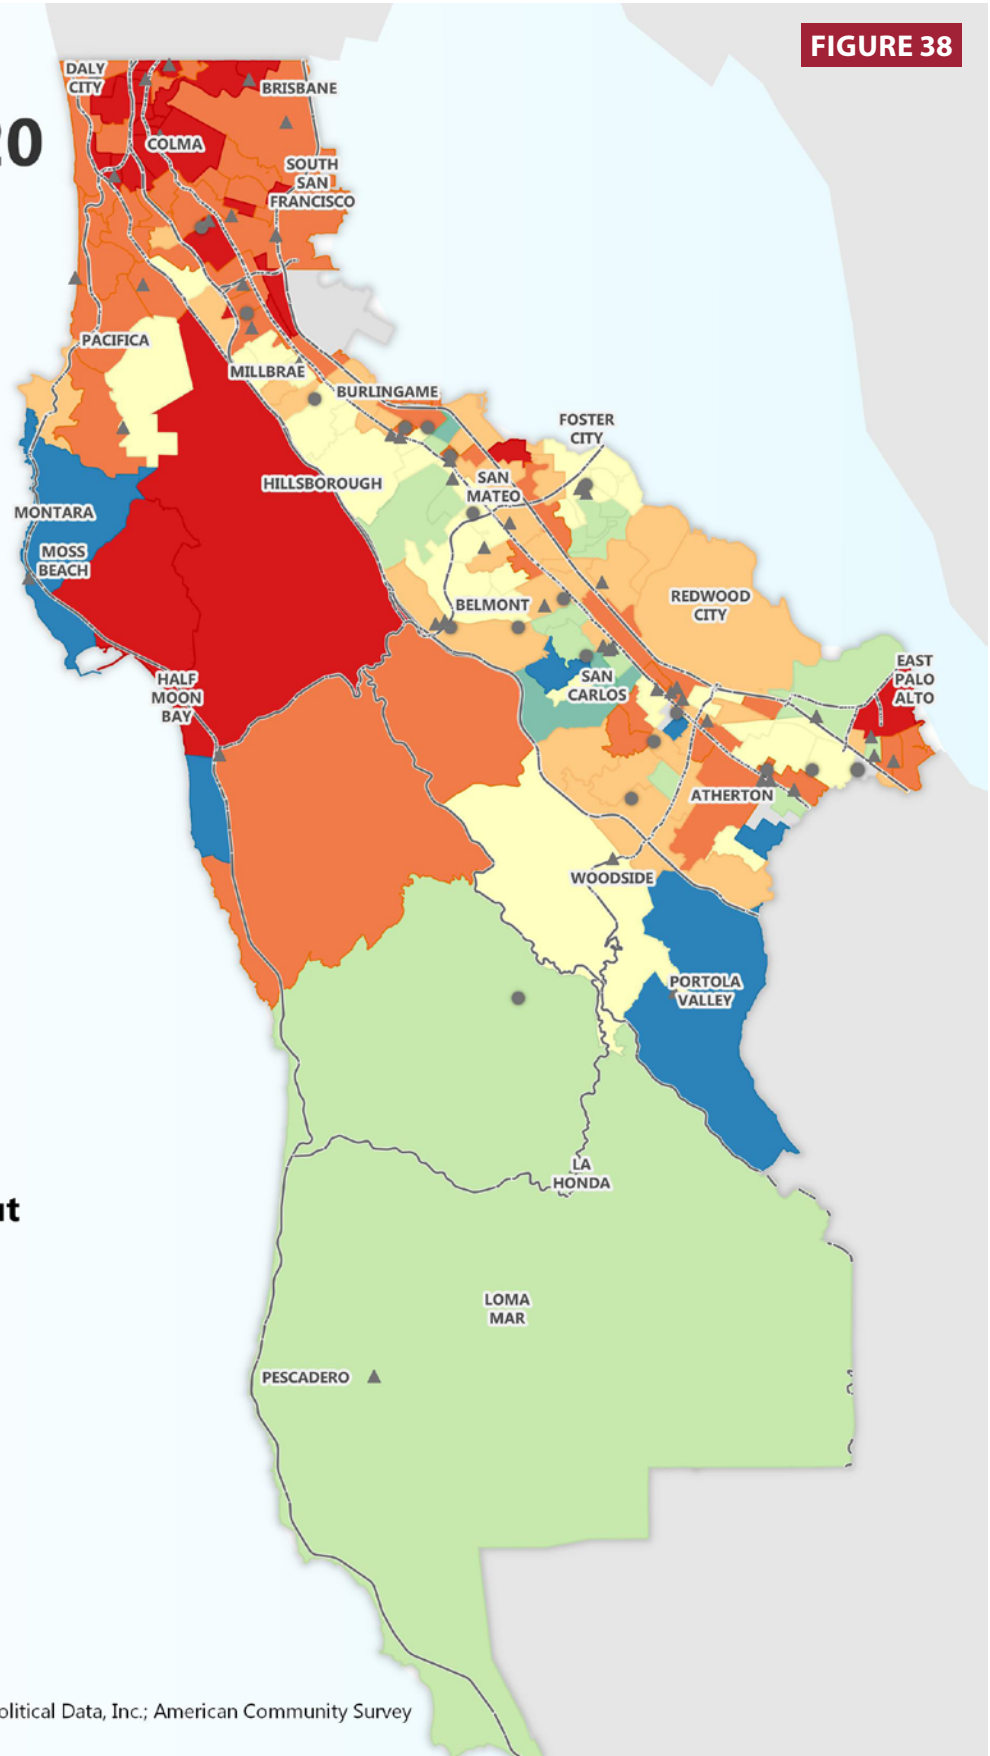 FIGURE 38
20
DALY
CITY
BRISBANE
COLMA
SOUTH
SAN
FRANCISCO
PACIFICA
MILLBRAE
BURLINGAME
FOSTER
CITY
HILLSBOROUGH
SAN
MATEO
MONTARA
MOSS
BEACH
BELMONT
REDWOOD
CITY
HALF
MOON
BAY
SAN
CARLOS
EAST
PALO
ALTO
ATHERTON
WOODSIDE
PORTOLA
VALLEY
LA
HONDA
LOMA
MAR
PESCADERO
olitical Data, Inc.; American Community Survey